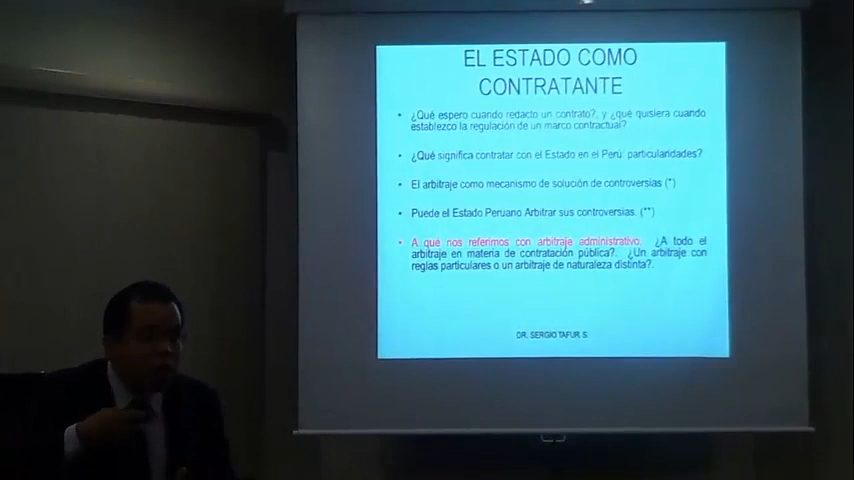 EL ESTADO COMO
CONTRATANTE
• ¿Qué espero cuando redacto un contrato?, y ¿qué quisiera cuando
establezco la regulación de un marco contractual?
• ¿Qué significa contratar con el Estado en el Perú: particularidades?
• El arbitraje como mecanismo de solución de controversias (*)
• Puede el Estado Peruano Arbitrar sus controversias. (**)
• A qué nos referimos con arbitraje administrativo. ¿A todo el
arbitraje en materia de contratación pública?. ¿Un arbitraje con
reglas particulares o un arbitraje de naturaleza distinta?.
DR. SERGIO TAFUR S.